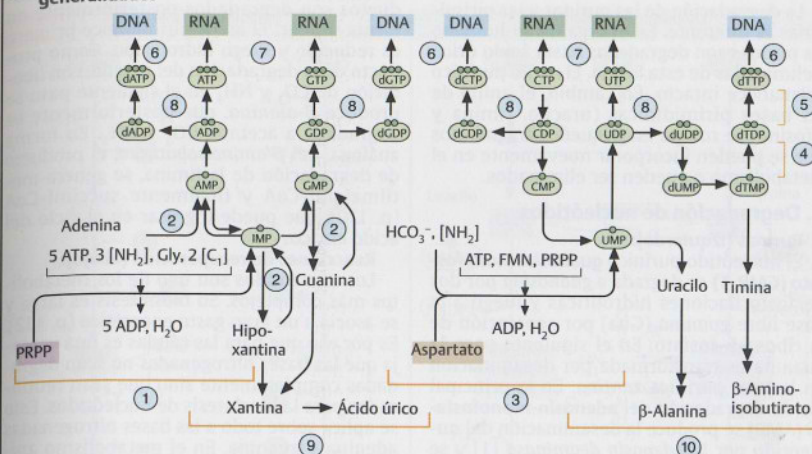 DNA RNA RNA DNA DNA RNA RNA DNA
6 7 6 7 6
dATP ATP GTP dGTP dCTP CTP UTP dTTP
8 8 8 8 5
dADP ADP GDP dGDP dCDP CDP UDP dUDP dTDP
4
AMP GMP CMP dUMP dTMP
Adenina 2 IMP 2 HCO₃⁻, [NH₂] UMP
5 ATP, 3 [NH₂], Gly, 2 [C₁] 2 Guanina ATP, FMN, PRPP Uracilo Timina
5 ADP, H₂O Hipo-
xantina ADP, H₂O
PRPP Aspartato
1 Xantina Ácido úrico 3 β-Alanina β-Amino-
isobutirato
9 10